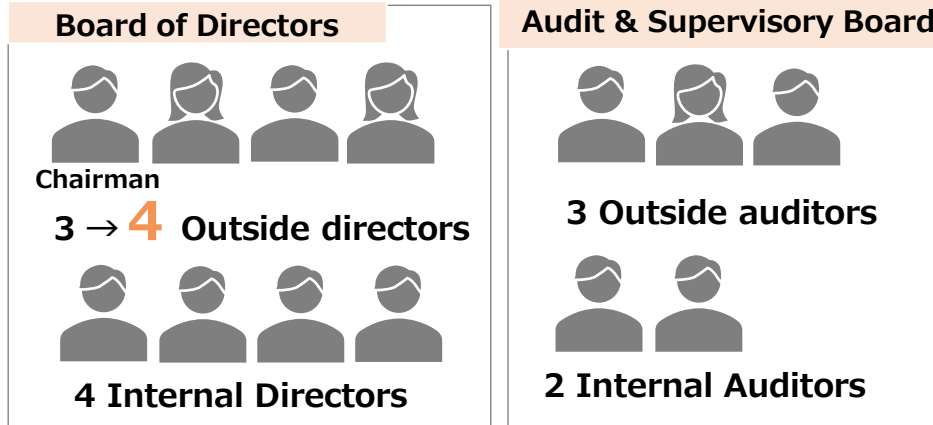 Board of Directors
Chairman
3 → 4 Outside directors
4 Internal Directors
Audit & Supervisory Board
3 Outside auditors
2 Internal Auditors